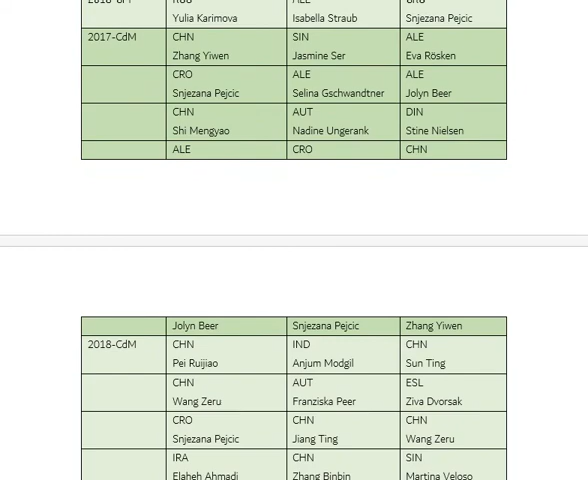 Yulia Karimova Isabella Straub Snjezana Pejcic
2017-CdM CHN SIN ALE
Zhang Yiwen Jasmine Ser Eva Rösken
CRO ALE ALE
Snjezana Pejcic Selina Gschwandtner Jolyn Beer
CHN AUT DIN
Shi Mengyao Nadine Ungerank Stine Nielsen
ALE CRO CHN
Jolyn Beer Snjezana Pejcic Zhang Yiwen
2018-CdM CHN IND CHN
Pei Ruijiao Anjum Modgil Sun Ting
CHN AUT ESL
Wang Zeru Franziska Peer Ziva Dvorsak
CRO CHN CHN
Snjezana Pejcic Jiang Ting Wang Zeru
IRA CHN SIN
Elaheh Ahmadi Zhang Binbin Martina Veloso